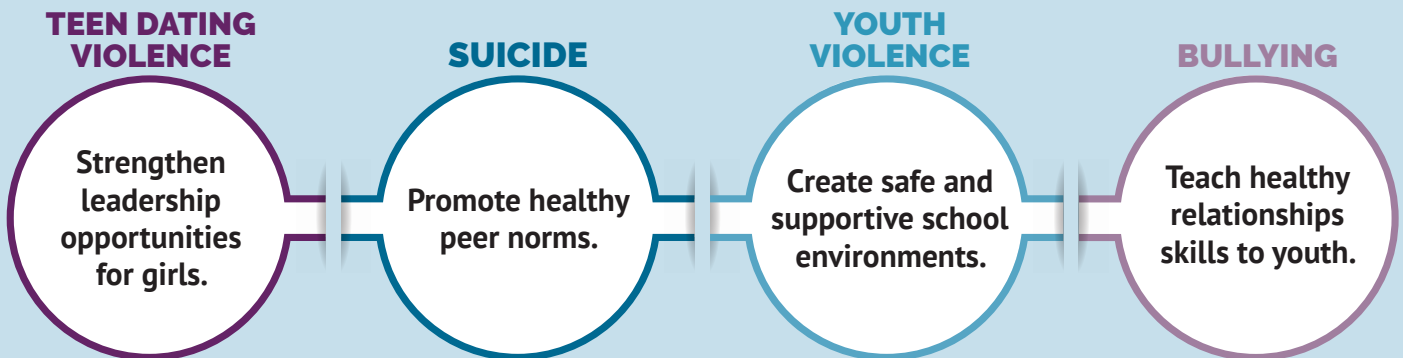 TEEN DATING
VIOLENCE
Strengthen
leadership
opportunities
for girls.
SUICIDE
Promote healthy
peer norms.
YOUTH
VIOLENCE
Create safe and
supportive school
environments.
BULLYING
Teach healthy
relationships
skills to youth.